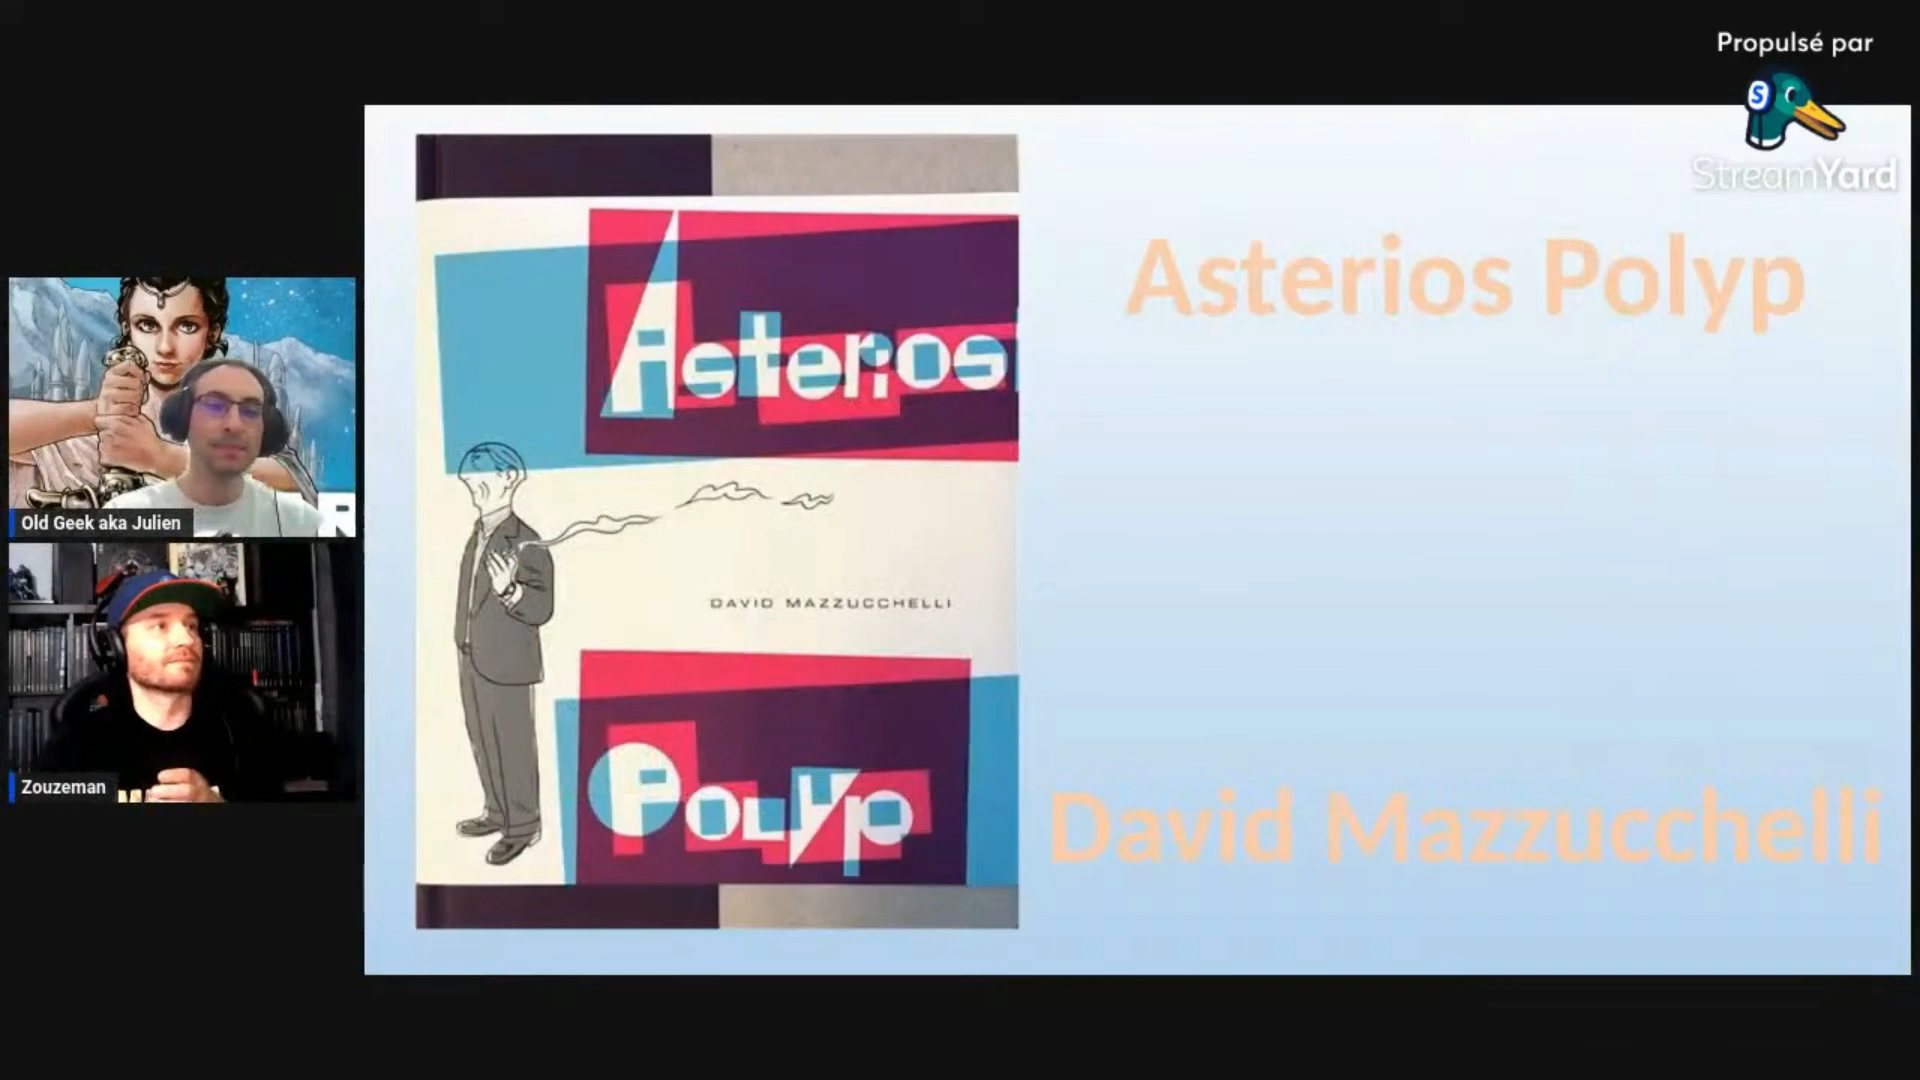 Propulsé par
StreamYard
Asterios Polyp
Asterios
DAVID MAZZUCCHELLI
Polyp
David Mazzucchelli
Old Geek aka Julien
R
Zouzeman